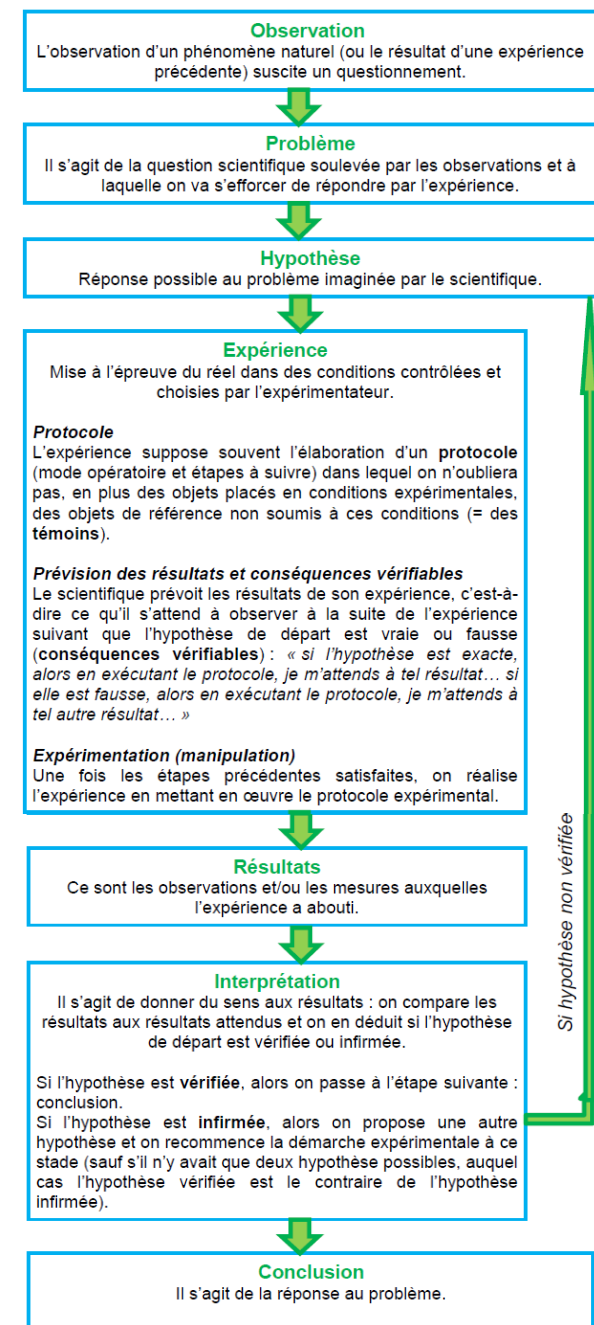 Observation
L'observation d'un phénomène naturel (ou le résultat d'une expérience
précédente) suscite un questionnement.
Problème
Il s'agit de la question scientifique soulevée par les observations et à
laquelle on va s'efforcer de répondre par l'expérience.
Hypothèse
Réponse possible au problème imaginée par le scientifique.
Expérience
Mise à l'épreuve du réel dans des conditions contrôlées et
choisies par l'expérimentateur.
Protocole
L'expérience suppose souvent l'élaboration d'un protocole
(mode opératoire et étapes à suivre) dans lequel on n'oubliera
pas, en plus des objets placés en conditions expérimentales,
des objets de référence non soumis à ces conditions (= des
témoins).
Prévision des résultats et conséquences vérifiables
Le scientifique prévoit les résultats de son expérience, c'est-à-
dire ce qu'il s'attend à observer à la suite de l'expérience
suivant que l'hypothèse de départ est vraie ou fausse
(conséquences vérifiables) : « si l'hypothèse est exacte,
alors en exécutant le protocole, je m'attends à tel résultat… si
elle est fausse, alors en exécutant le protocole, je m'attends à
tel autre résultat… »
Expérimentation (manipulation)
Une fois les étapes précédentes satisfaites, on réalise
l'expérience en mettant en œuvre le protocole expérimental.
Résultats
Ce sont les observations et/ou les mesures auxquelles
l'expérience a abouti.
Interprétation
Il s'agit de donner du sens aux résultats : on compare les
résultats aux résultats attendus et on en déduit si l'hypothèse
de départ est vérifiée ou infirmée.
Si l'hypothèse est vérifiée, alors on passe à l'étape suivante :
conclusion.
Si l'hypothèse est infirmée, alors on propose une autre
hypothèse et on recommence la démarche expérimentale à ce
stade (sauf s'il n'y avait que deux hypothèse possibles, auquel
cas l'hypothèse vérifiée est le contraire de l'hypothèse
infirmée).
Si hypothèse non vérifiée
Conclusion
Il s'agit de la réponse au problème.